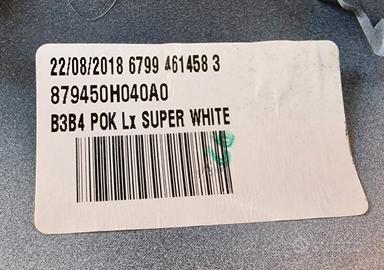 22/08/2018 6799 461458 3
879450H040A0
B3B4 POK Lx SUPER WHITE